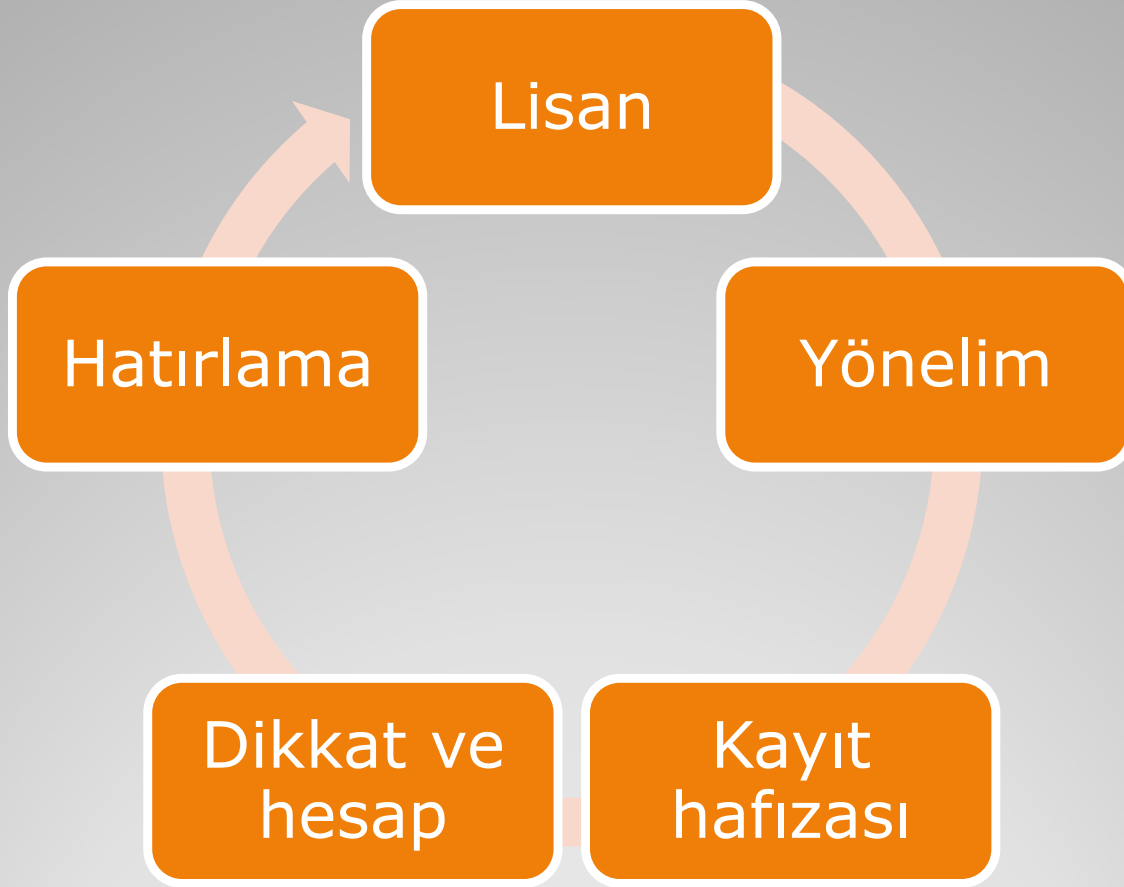 Lisan
Yönelim
Kayıt
hafızası
Dikkat ve
hesap
Hatırlama